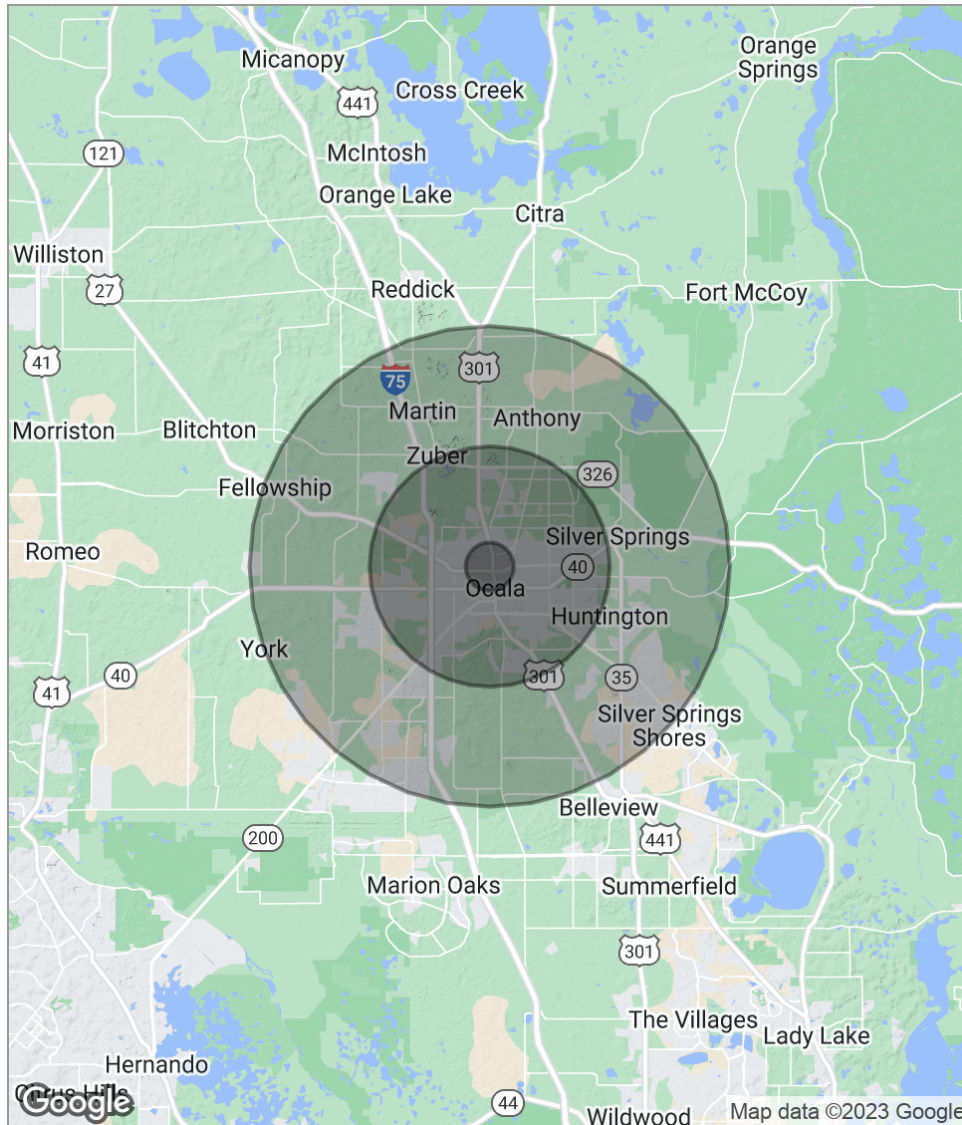 Orange
Springs
Micanopy
Cross Creek
441
McIntosh
121
Orange Lake
Citra
Williston
27
Reddick
Fort McCoy
41
301
75
Martin
Anthony
Morriston
Blitchton
Zuber
326
Fellowship
Silver Springs
Romeo
40
Ocala
Huntington
York
40
301
35
41
Silver Springs
Shores
Belleview
200
441
Marion Oaks
Summerfield
301
The Villages
Lady Lake
Hernando
Citrus Hills
Google
44
Wildwood
Map data ©2023 Google